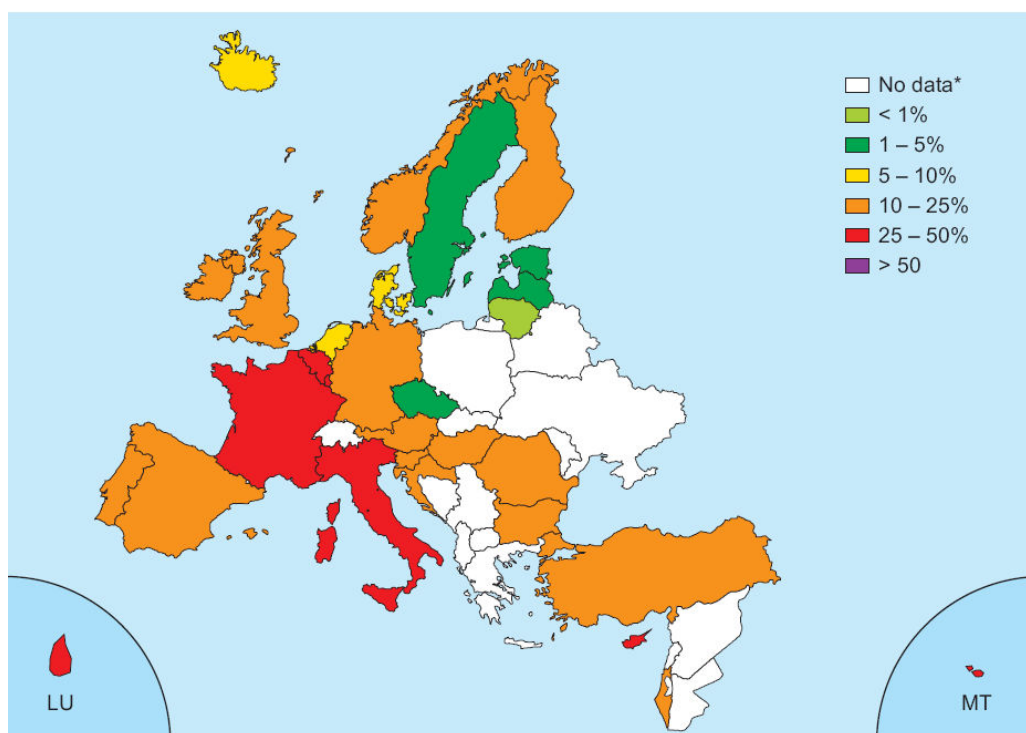 No data*
< 1%
1 – 5%
5 – 10%
10 – 25%
25 – 50%
> 50
LU
MT